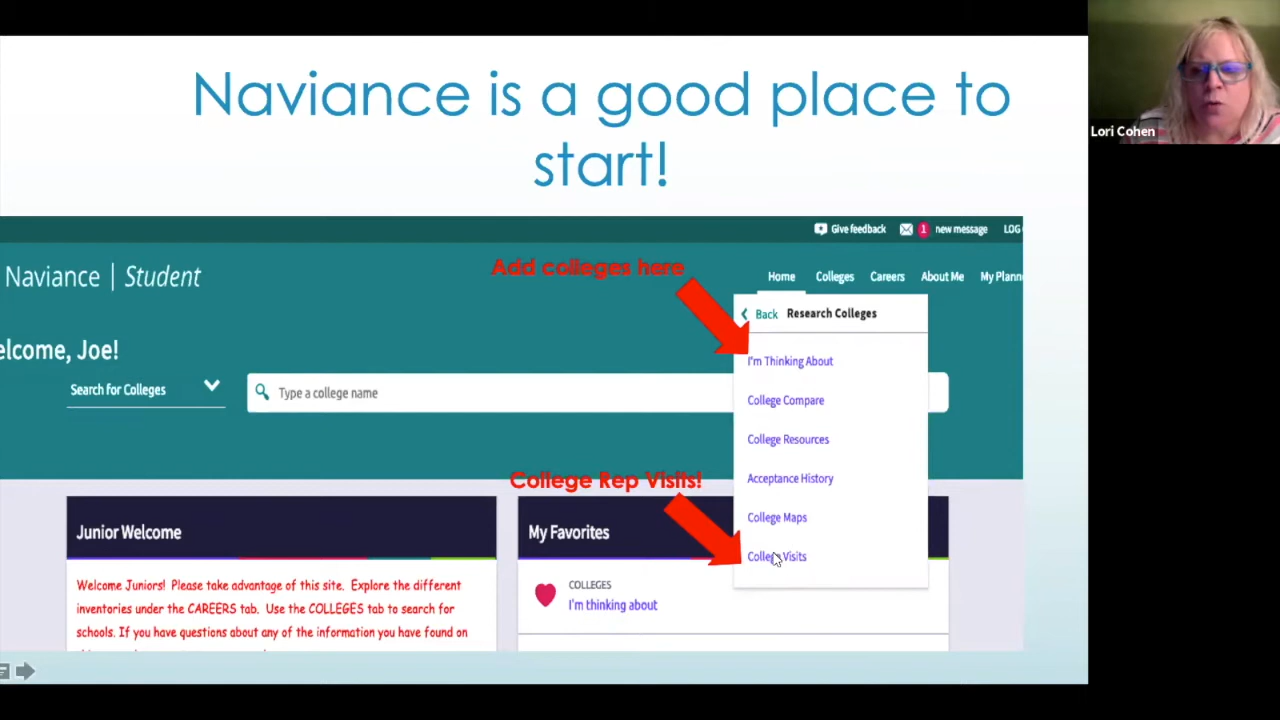 Naviance is a good place to
start!
Lori Cohen
Give feedback
1 new message
LOG
Add colleges here
Naviance | Student
Home
Colleges
Careers
About Me
My Plann
Back
Research Colleges
elcome, Joe!
I'm Thinking About
Search for Colleges
Type a college name
College Compare
College Resources
College Rep Visits!
Acceptance History
College Maps
College Visits
Junior Welcome
My Favorites
Welcome Juniors! Please take advantage of this site. Explore the different
inventories under the CAREERS tab. Use the COLLEGES tab to search for
schools. If you have questions about any of the information you have found on
COLLEGES
I'm thinking about